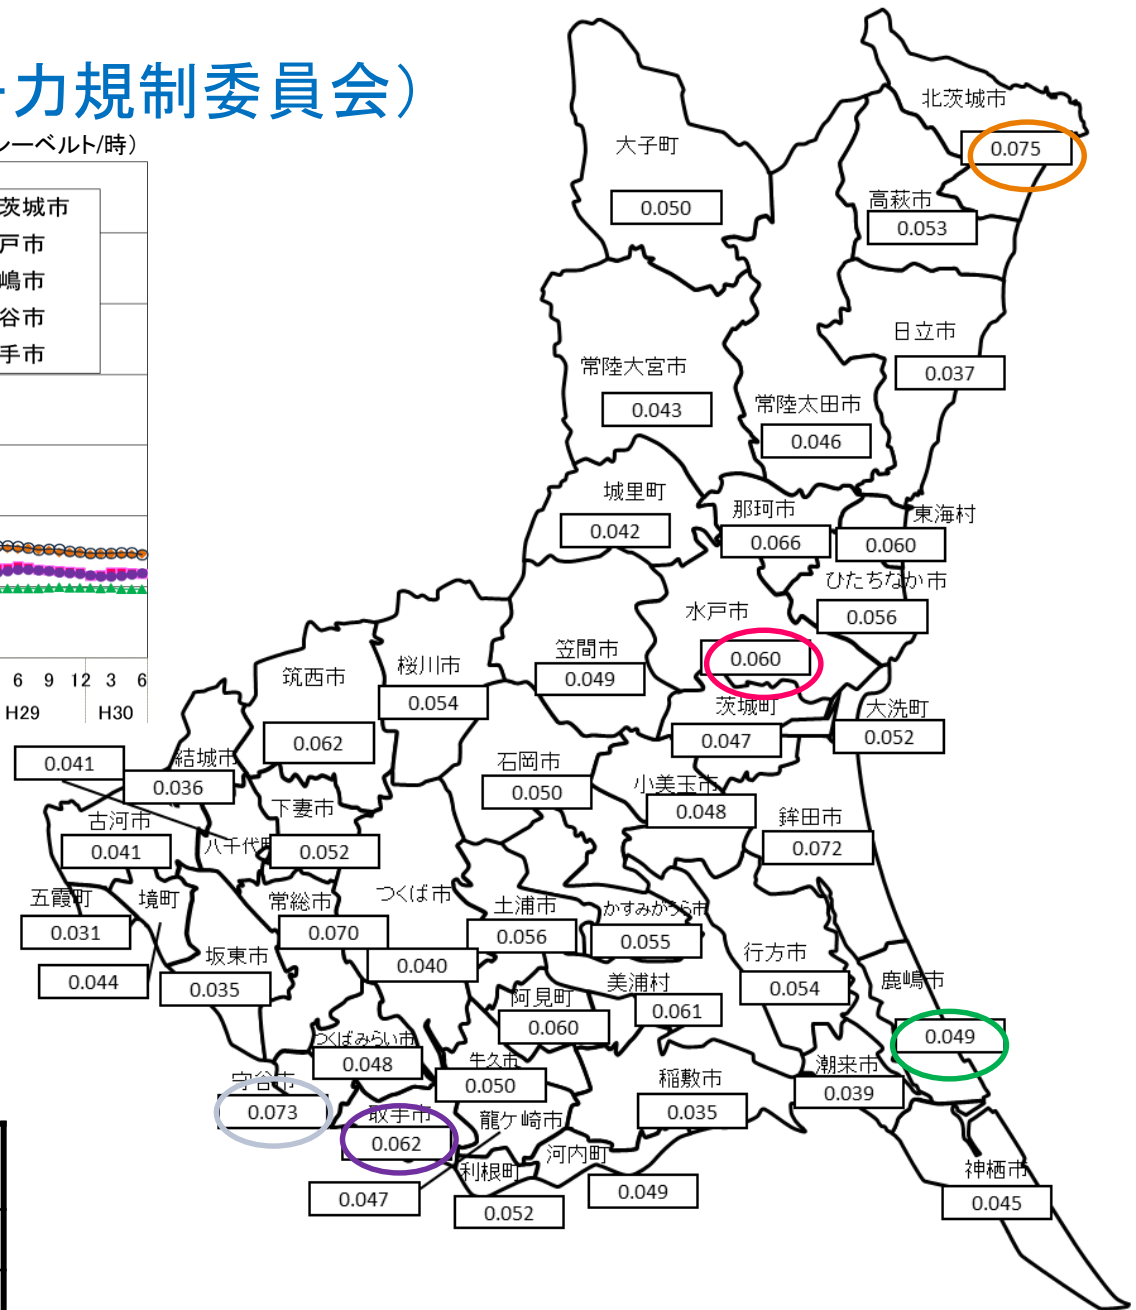 力規制委員会）
シーベルト/時）
茨城市
戸市
嶋市
谷市
手市
6 9 12 3 6
H29 H30
北茨城市
0.075
大子町
0.050
高萩市
0.053
日立市
0.037
常陸大宮市
0.043
常陸太田市
0.046
城里町
0.042
那珂市
0.066
東海村
0.060
ひたちなか市
0.056
水戸市
0.060
笠間市
0.049
桜川市
0.054
筑西市
0.062
茨城町
0.047
大洗町
0.052
石岡市
0.050
小美玉市
0.048
鉾田市
0.072
0.041
結城市
0.036
下妻市
0.052
古河市
0.041
八千代町
五霞町
0.031
境町
0.044
常総市
0.070
坂東市
0.035
つくば市
0.040
土浦市
0.056
かすみがうら市
0.055
行方市
0.054
鹿嶋市
0.049
美浦村
0.061
阿見町
0.060
つくばみらい市
0.048
牛久市
0.050
稲敷市
0.035
潮来市
0.039
守谷市
0.073
取手市
0.062
龍ケ崎市
0.047
利根町
0.052
河内町
0.049
神栖市
0.045